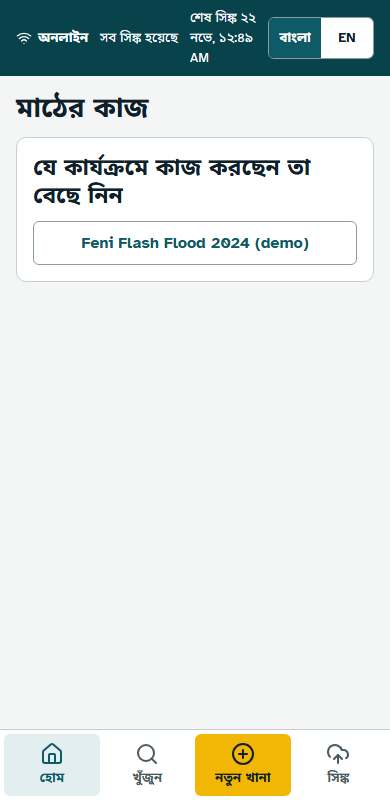 অনলাইন
সব সিঙ্ক হয়েছে
শেষ সিঙ্ক ২২
নভে, ১২:৪৯
AM
বাংলা
EN
মাঠের কাজ
যে কার্যক্রমে কাজ করছেন তা
বেছে নিন
Feni Flash Flood 2024 (demo)
হোম
খুঁজুন
নতুন খানা
সিঙ্ক